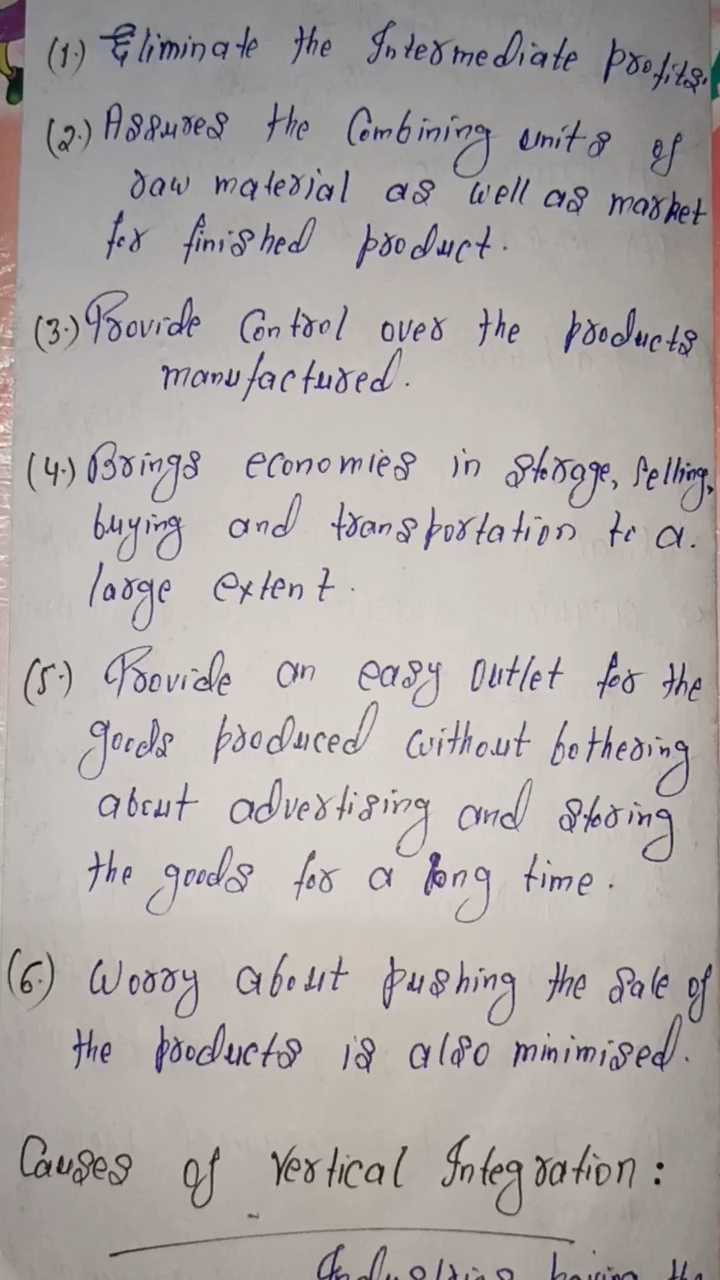 (1.) Eliminate the Intermediate profits.
(2.) Assures the Combining units of
raw material as well as market
for finished product.
(3.) Provide Control over the products
manufactured.
(4.) Brings economies in storage, Selling,
buying and transportation to a.
large extent.
(5.) Provide an easy outlet for the
goods produced without bothering
about advertising and storing
the goods for a long time.
(6.) Worry about pushing the Sale of
the products is also minimised.
Causes of Vertical Integration: